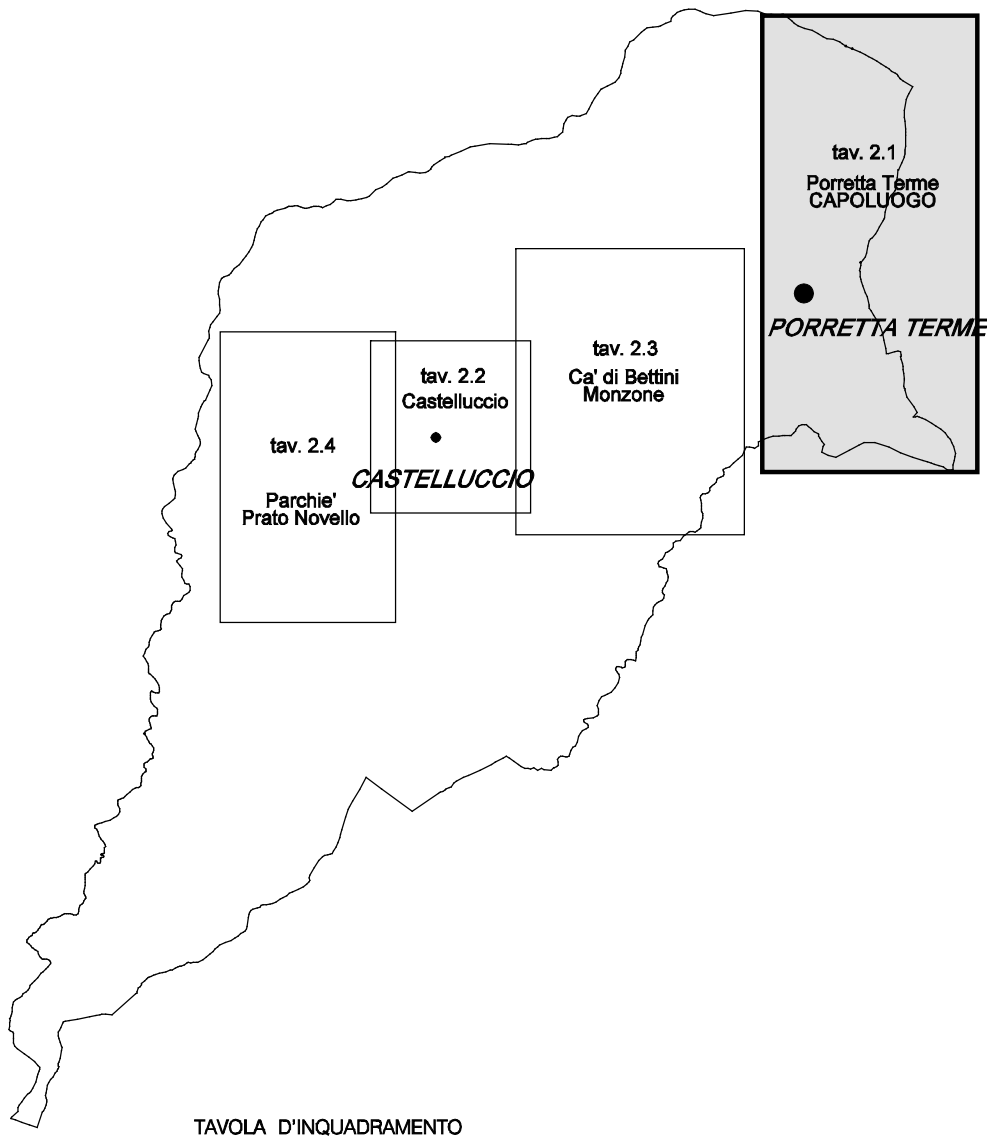 tav. 2.1
Porretta Terme
CAPOLUOGO
PORRETTA TERME
tav. 2.3
Ca' di Bettini
Monzone
tav. 2.2
Castelluccio
CASTELLUCCIO
tav. 2.4
Parchie'
Prato Novello
TAVOLA D'INQUADRAMENTO